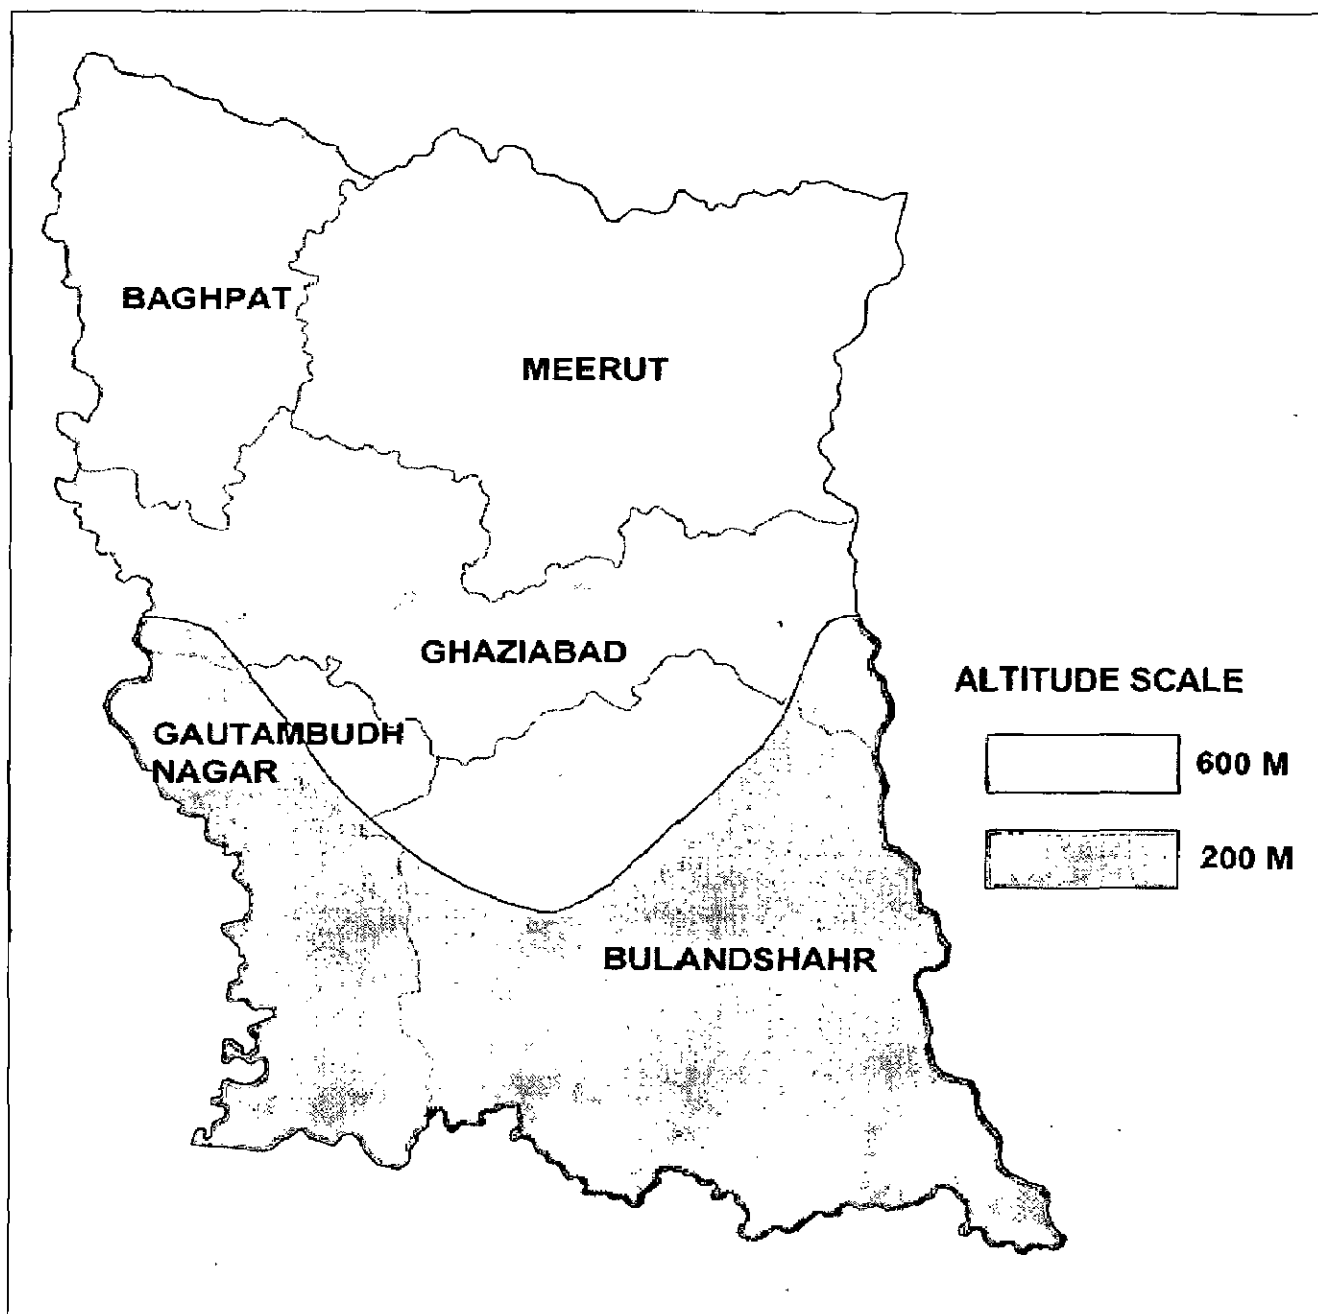 BAGHPAT
MEERUT
GHAZIABAD
GAUTAMBUDH
NAGAR
BULANDSHAHR
ALTITUDE SCALE
600 M
200 M